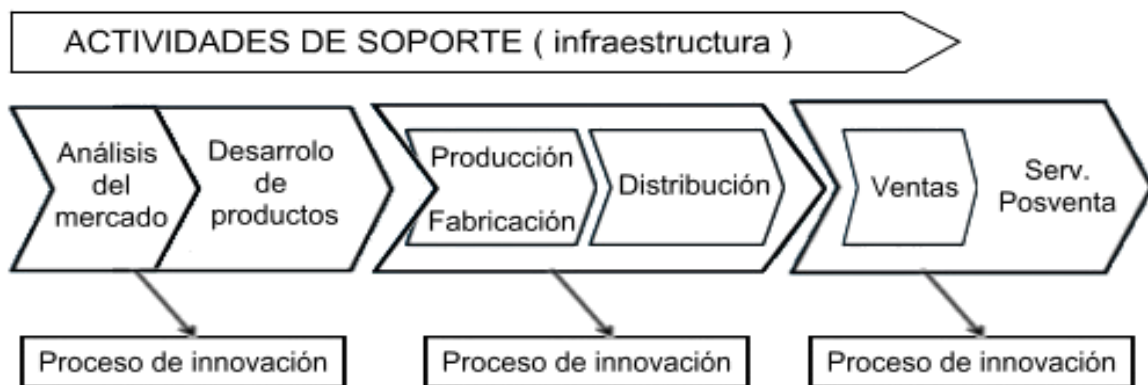 ACTIVIDADES DE SOPORTE ( infraestructura )
Análisis
del
mercado
Desarrolo
de
productos
Producción
Fabricación
Distribución
Ventas
Serv.
Posventa
Proceso de innovación
Proceso de innovación
Proceso de innovación